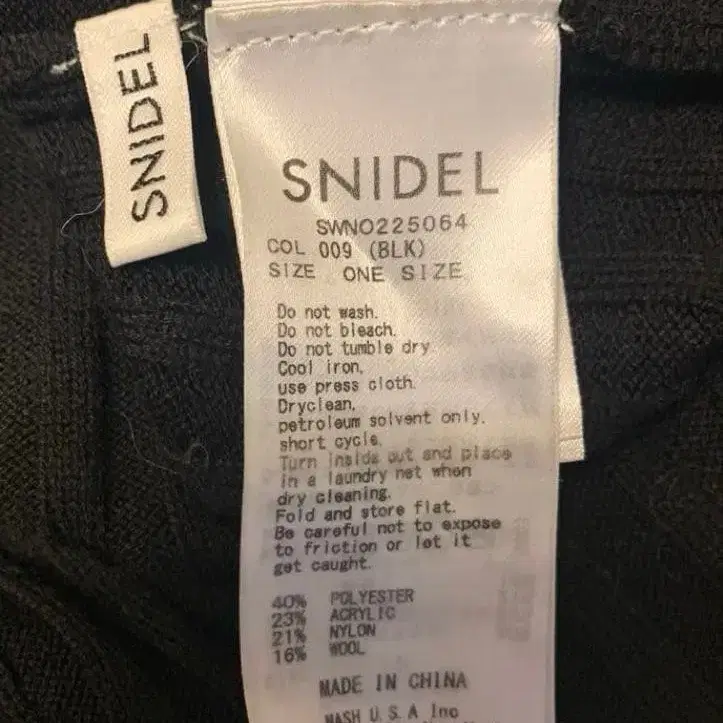 SNIDEL
SNIDEL
SWNO225064
COL 009 (BLK)
SIZE ONE SIZE
Do not wash.
Do not bleach.
Do not tumble dry.
Cool iron,
use press cloth.
Dryclean,
petroleum solvent only.
short cycle.
Turn inside out and place
in a laundry net when
dry cleaning.
Fold and store flat.
Be careful not to expose
to friction or let it
get caught.
40% POLYESTER
23% ACRYLIC
21% NYLON
16% WOOL
MADE IN CHINA
MASH U.S.A Inc